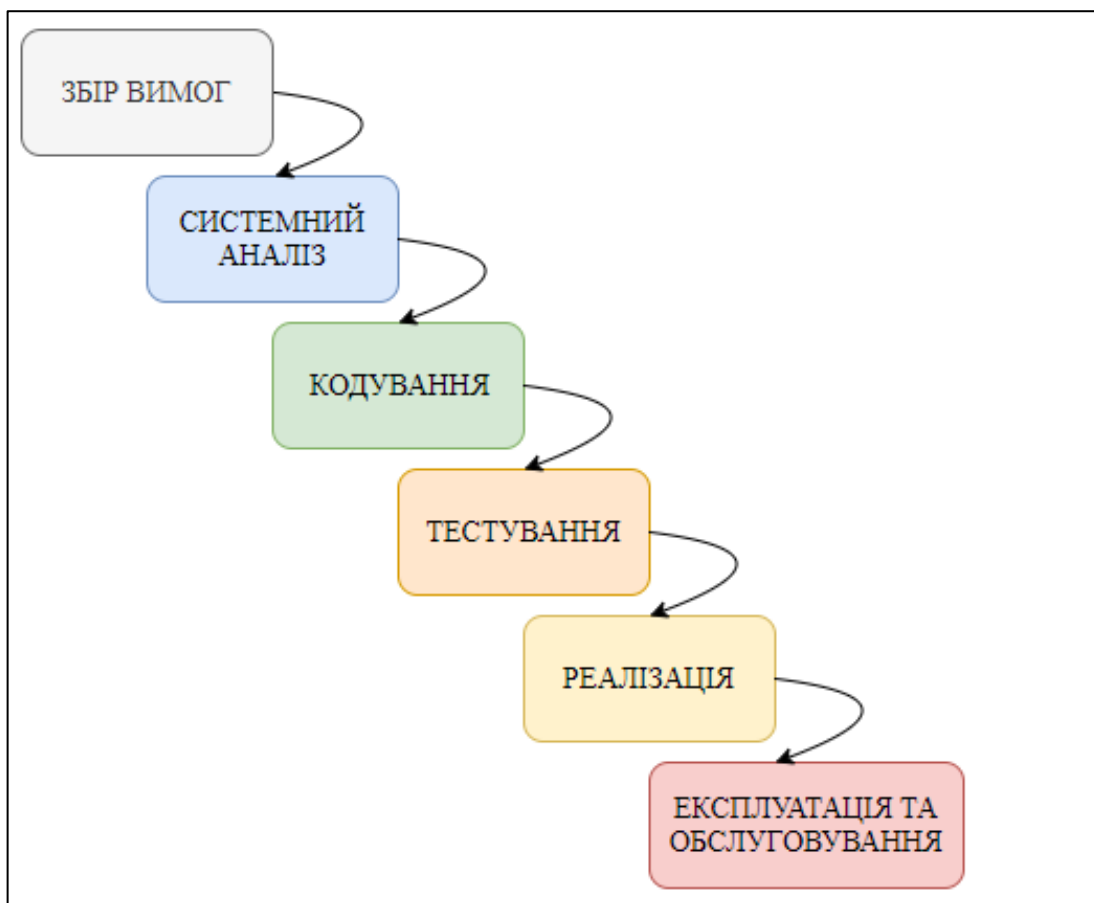 ЗБІР ВИМОГ
СИСТЕМНИЙ
АНАЛІЗ
КОДУВАННЯ
ТЕСТУВАННЯ
РЕАЛІЗАЦІЯ
ЕКСПЛУАТАЦІЯ ТА
ОБСЛУГОВУВАННЯ